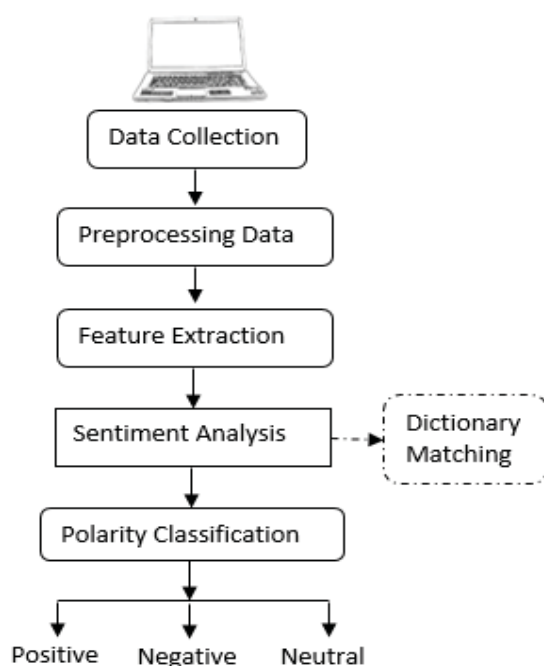 Data Collection
Preprocessing Data
Feature Extraction
Sentiment Analysis
Dictionary
Matching
Polarity Classification
Positive
Negative
Neutral